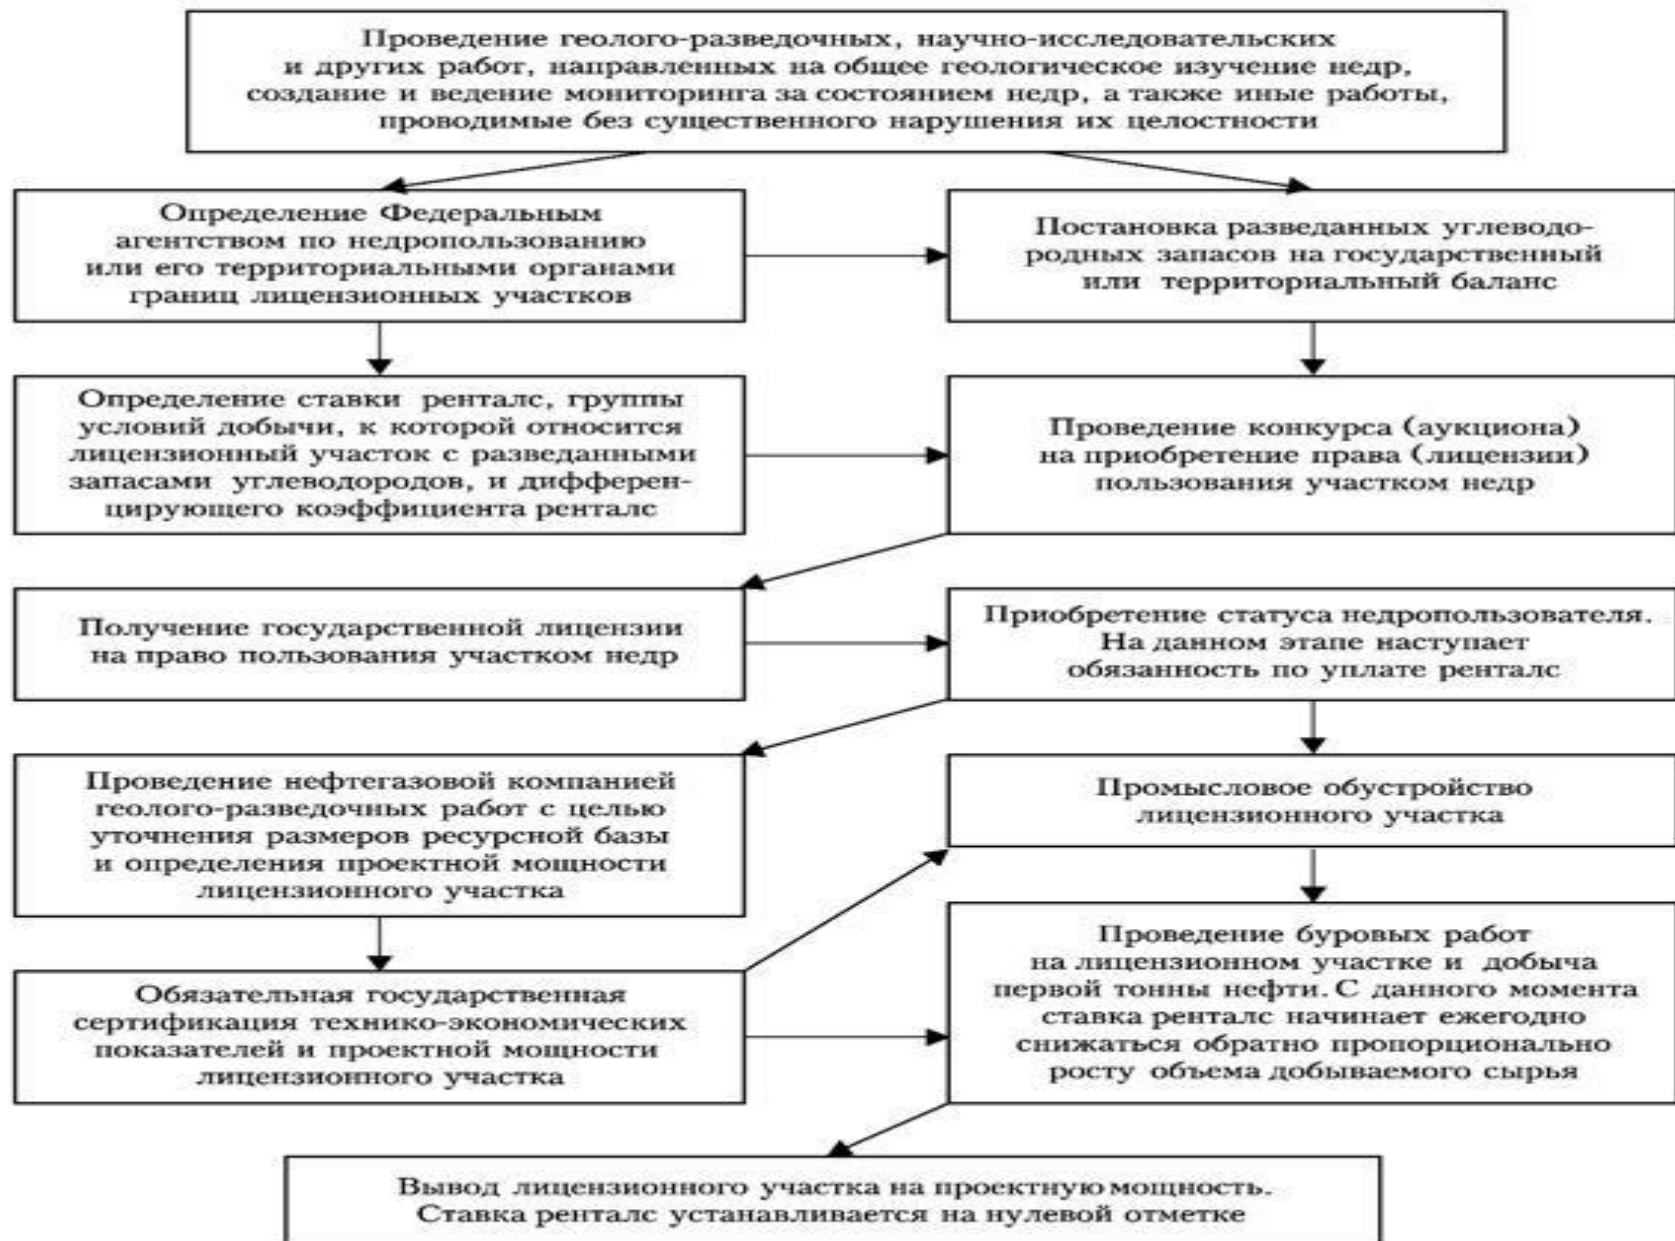 Проведение геолого-разведочных, научно-исследовательских
и других работ, направленных на общее геологическое изучение недр,
создание и ведение мониторинга за состоянием недр, а также иные работы,
проводимые без существенного нарушения их целостности
Определение Федеральным
агентством по недропользованию
или его территориальными органами
границ лицензионных участков
Постановка разведанных углеводо-
родных запасов на государственный
или территориальный баланс
Определение ставки ренталс, группы
условий добычи, к которой относится
лицензионный участок с разведанными
запасами углеводородов, и дифферен-
цирующего коэффициента ренталс
Проведение конкурса (аукциона)
на приобретение права (лицензии)
пользования участком недр
Получение государственной лицензии
на право пользования участком недр
Приобретение статуса недропользователя.
На данном этапе наступает
обязанность по уплате ренталс
Проведение нефтегазовой компанией
геолого-разведочных работ с целью
уточнения размеров ресурсной базы
и определения проектной мощности
лицензионного участка
Промысловое обустройство
лицензионного участка
Обязательная государственная
сертификация технико-экономических
показателей и проектной мощности
лицензионного участка
Проведение буровых работ
на лицензионном участке и добыча
первой тонны нефти. С данного момента
ставка ренталс начинает ежегодно
снижаться обратно пропорционально
росту объема добываемого сырья
Вывод лицензионного участка на проектную мощность.
Ставка ренталс устанавливается на нулевой отметке